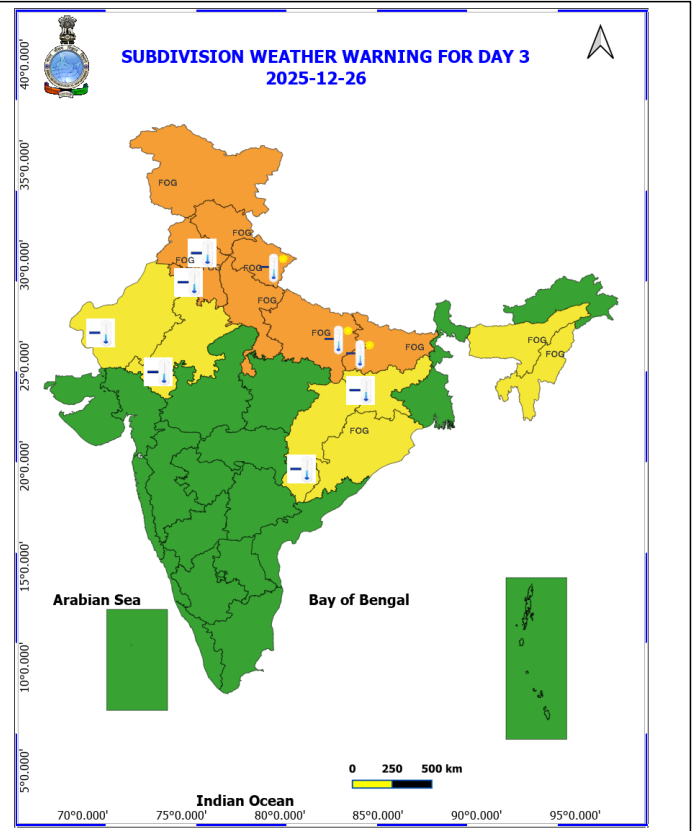 SUBDIVISION WEATHER WARNING FOR DAY 3
2025-12-26
40°0.000'
35°0.000'
30°0.000'
25°0.000'
20°0.000'
15°0.000'
10°0.000'
5°0.000'
FOG
FOG
FOG
FOG
FOG
FOG
FOG
FOG
FOG
FOG
Arabian Sea
Bay of Bengal
0 250 500 km
Indian Ocean
70°0.000' 75°0.000' 80°0.000' 85°0.000' 90°0.000' 95°0.000'